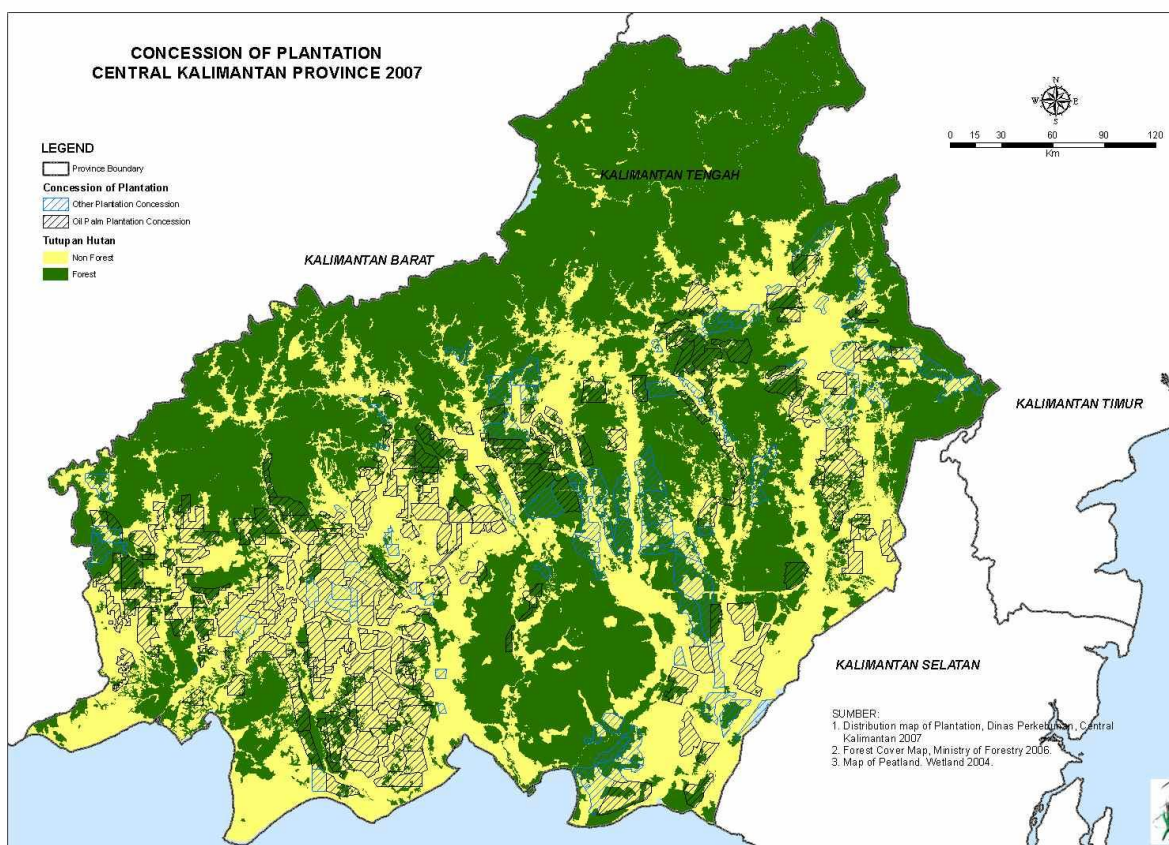 CONCESSION OF PLANTATION
CENTRAL KALIMANTAN PROVINCE 2007
LEGEND
Province Boundary
Concession of Plantation
Other Plantation Concession
Oil Palm Plantation Concession
Tutupan Hutan
Non Forest
Forest
N
W E
S
0 15 30 60 90 120
Km
KALIMANTAN TENGAH
KALIMANTAN BARAT
KALIMANTAN TIMUR
KALIMANTAN SELATAN
SUMBER:
1. Distribution map of Plantation, Dinas Perkebunan, Central
Kalimantan 2007
2. Forest Cover Map, Ministry of Forestry 2006.
3. Map of Peatland. Wetland 2004.